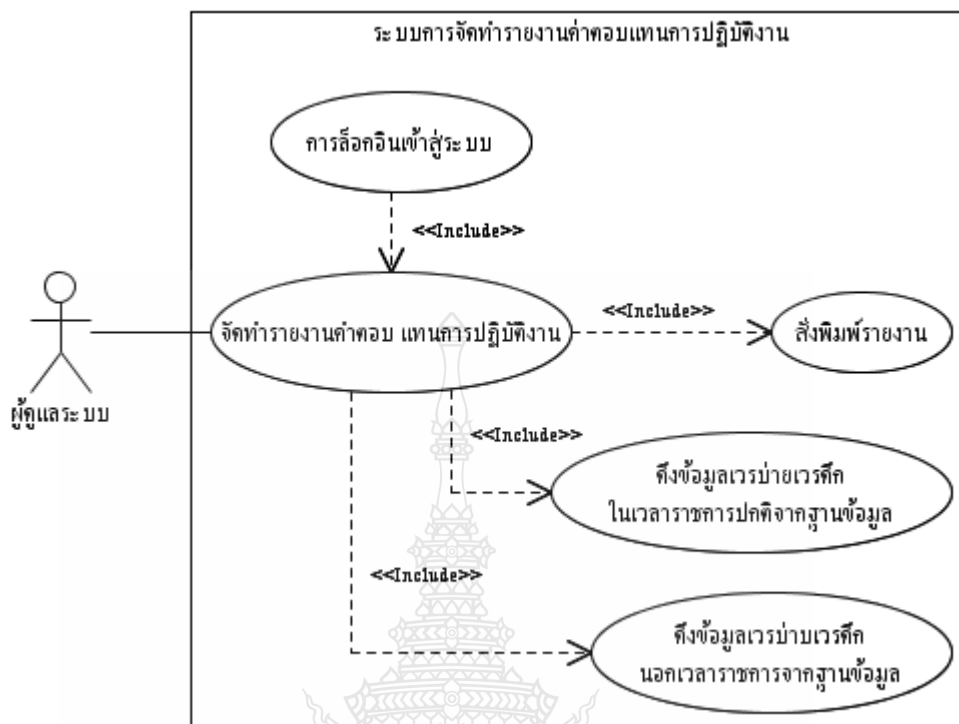 ระบบการจัดทำรายงานค่าตอบแทนการปฏิบัติงาน
การล็อกอินเข้าสู่ระบบ
<<Include>>
จัดทำรายงานค่าตอบ แทนการปฏิบัติงาน
<<Include>>
สั่งพิมพ์รายงาน
ผู้ดูแลระบบ
<<Include>>
ดึงข้อมูลเวรบ่ายเวรดึก
ในเวลาราชการปกติจากฐานข้อมูล
<<Include>>
ดึงข้อมูลเวรบ่าบเวรดึก
นอกเวลาราชการจากฐานข้อมูล